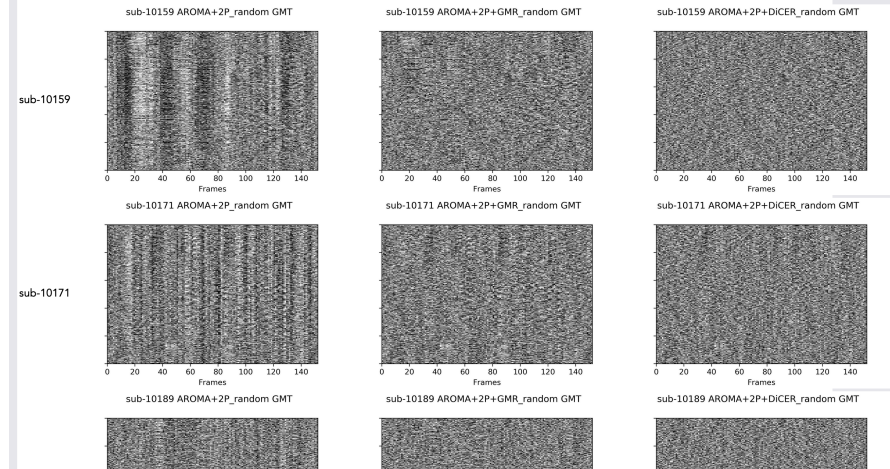 sub-10159 AROMA+2P_random GMT sub-10159 AROMA+2P+GMR_random GMT sub-10159 AROMA+2P+DiCER_random GMT
sub-10159
0 20 40 60 80 100 120 140 0 20 40 60 80 100 120 140 0 20 40 60 80 100 120 140
Frames Frames Frames
sub-10171 AROMA+2P_random GMT sub-10171 AROMA+2P+GMR_random GMT sub-10171 AROMA+2P+DiCER_random GMT
sub-10171
0 20 40 60 80 100 120 140 0 20 40 60 80 100 120 140 0 20 40 60 80 100 120 140
Frames Frames Frames
sub-10189 AROMA+2P_random GMT sub-10189 AROMA+2P+GMR_random GMT sub-10189 AROMA+2P+DiCER_random GMT